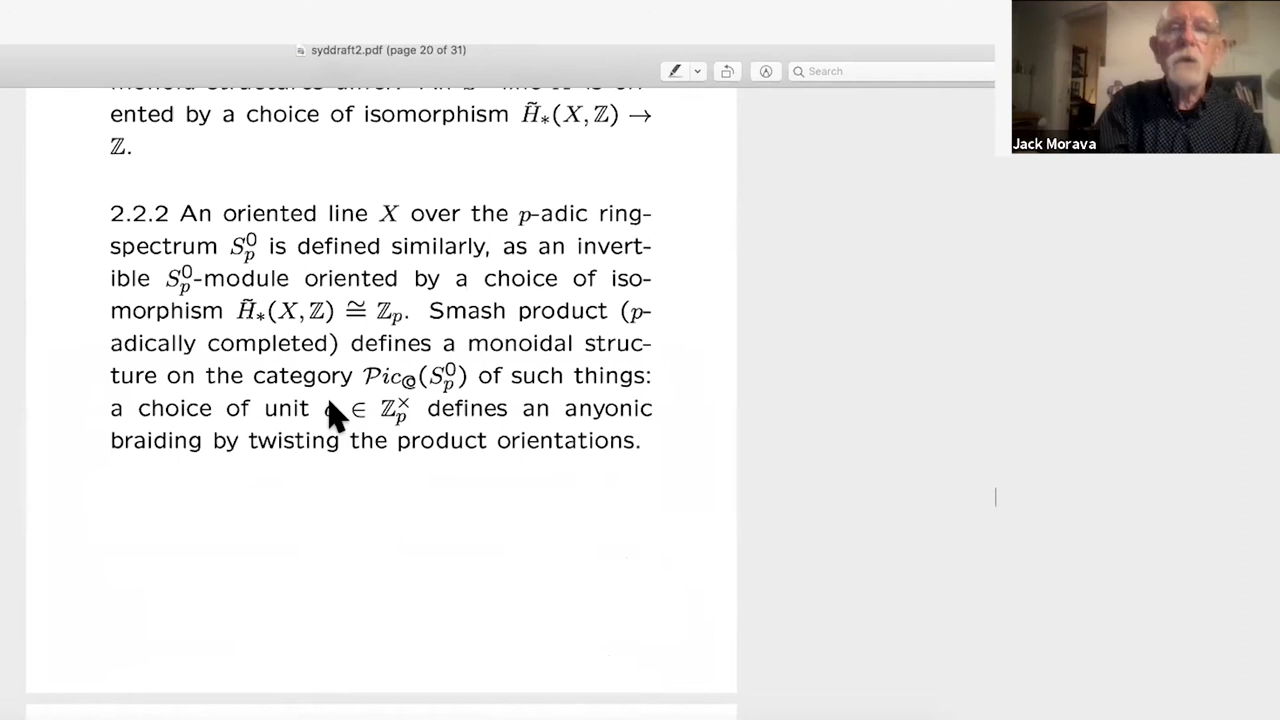 syddraft2.pdf (page 20 of 31)
Search
Jack Morava
ented by a choice of isomorphism H̃∗(X, ℤ) →
ℤ.
2.2.2 An oriented line X over the p-adic ring-
spectrum S⁰ₚ is defined similarly, as an invert-
ible S⁰ₚ-module oriented by a choice of iso-
morphism H̃∗(X, ℤ) ≅ ℤₚ. Smash product (p-
adically completed) defines a monoidal struc-
ture on the category 𝒫ic@(S⁰ₚ) of such things:
a choice of unit ∈ ℤₚ^× defines an anyonic
braiding by twisting the product orientations.